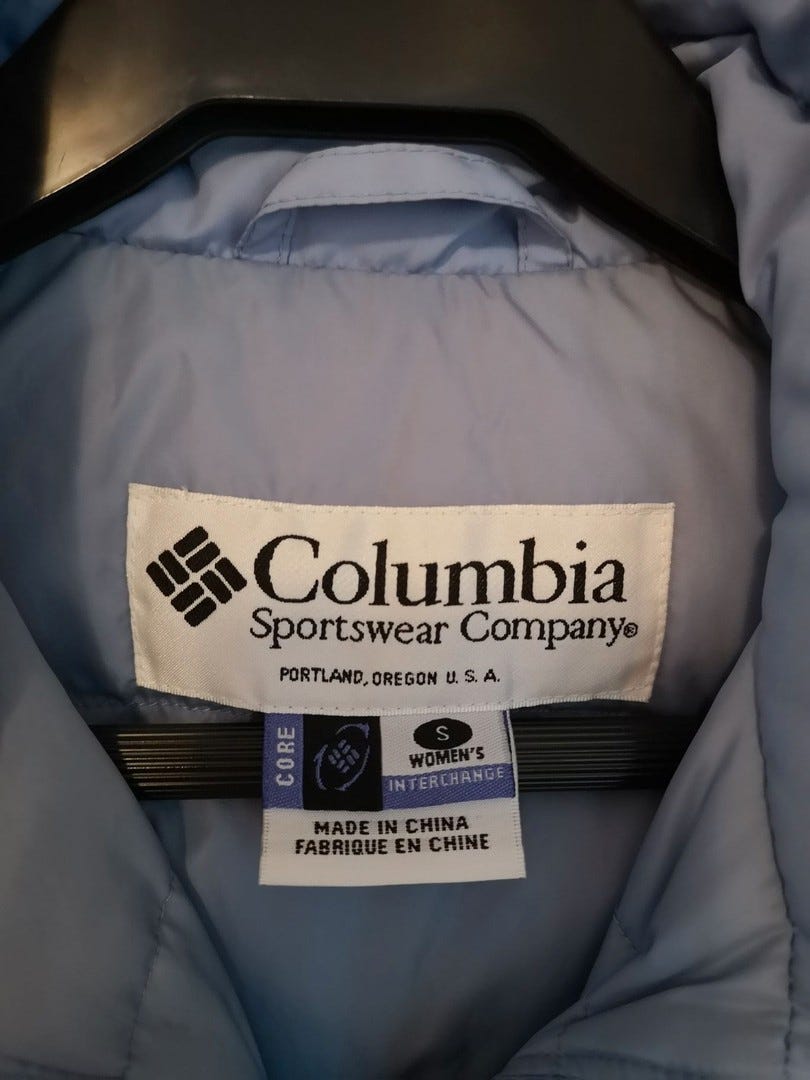 Columbia
Sportswear Company®
PORTLAND, OREGON U. S. A.
CORE
S
WOMEN'S
INTERCHANGE
MADE IN CHINA
FABRIQUE EN CHINE